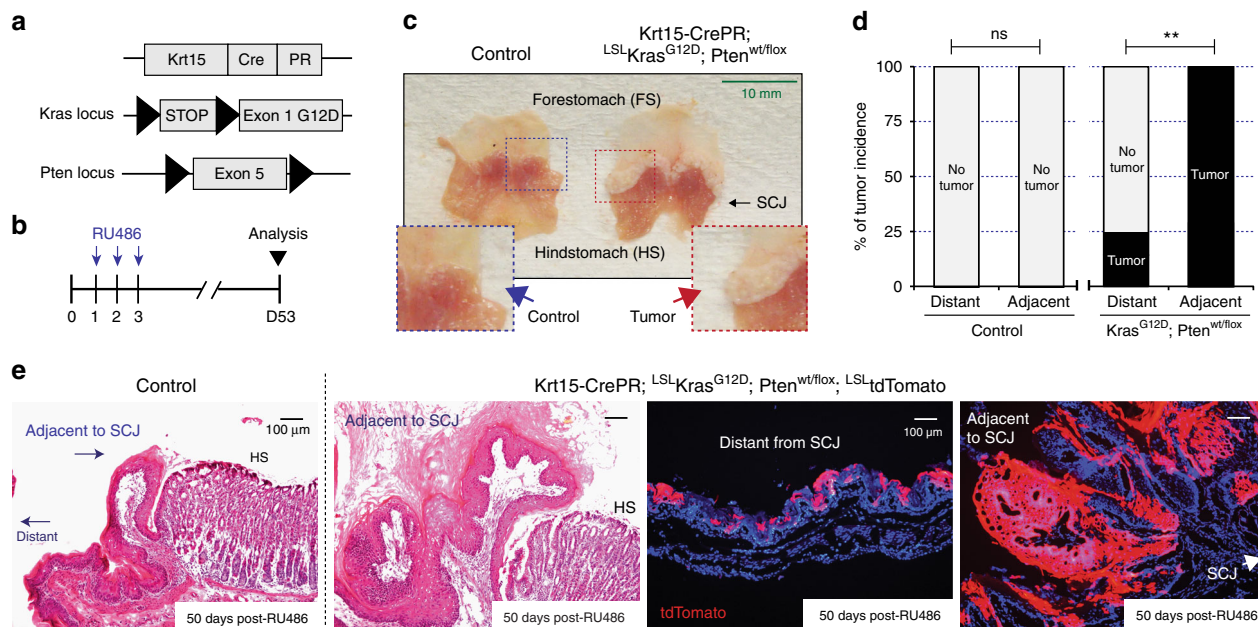 a
Krt15 Cre PR
Kras locus STOP Exon 1 G12D
Pten locus Exon 5
b
RU486 Analysis
0 1 2 3 D53
c
Krt15-CrePR;
Control LSLKrasG12D; Ptenwt/flox
10 mm
Forestomach (FS)
SCJ
Hindstomach (HS)
Control Tumor
d
ns **
% of tumor incidence
100
75
50
25
0
No tumor
No tumor
No tumor
Tumor
Tumor
Distant Adjacent Distant Adjacent
Control KrasG12D; Ptenwt/flox
e
Control Krt15-CrePR; LSLKrasG12D; Ptenwt/flox; LSLtdTomato
Adjacent to SCJ
100 µm
HS
Distant
50 days post-RU486
Adjacent to SCJ
HS
50 days post-RU486
100 µm
Distant from SCJ
tdTomato
50 days post-RU486
Adjacent
to SCJ
SCJ
50 days post-RU486